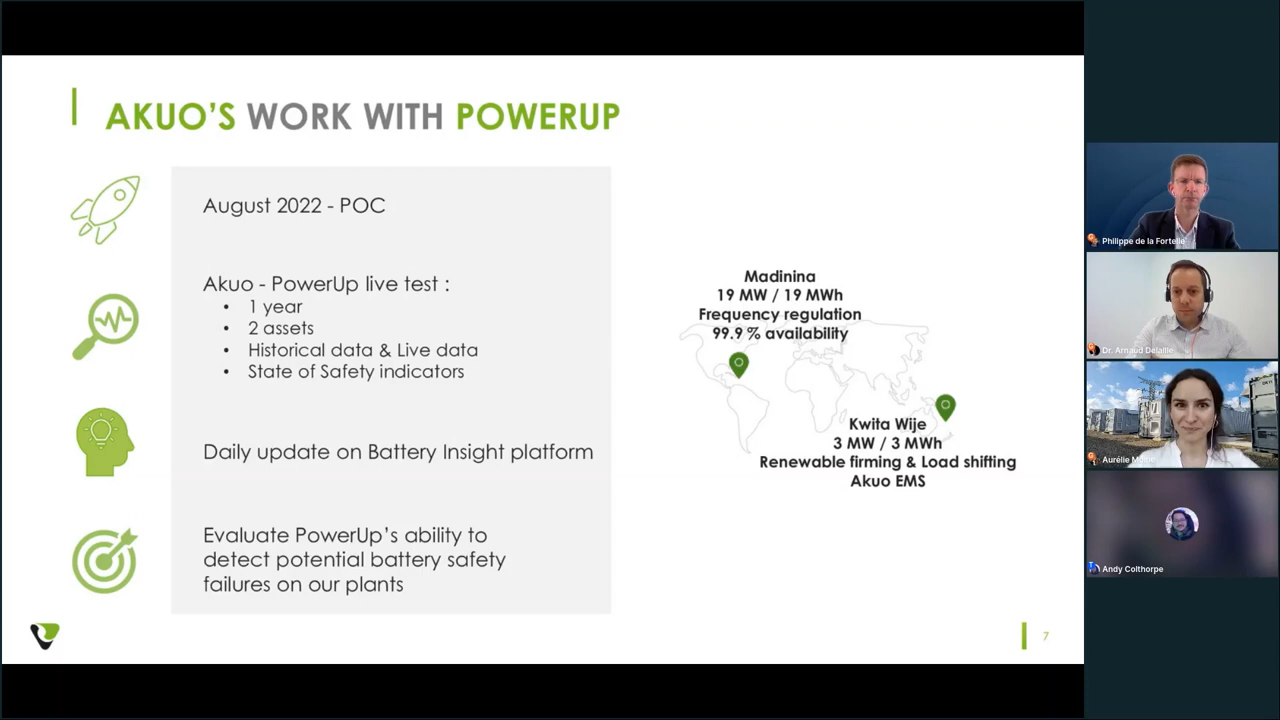 AKUO'S WORK WITH POWERUP
August 2022 - POC
Akuo - PowerUp live test :
• 1 year
• 2 assets
• Historical data & Live data
• State of Safety indicators
Daily update on Battery Insight platform
Evaluate PowerUp's ability to
detect potential battery safety
failures on our plants
Madinina
19 MW / 19 MWh
Frequency regulation
99.9 % availability
Kwita Wije
3 MW / 3 MWh
Renewable firming & Load shifting
Akuo EMS
7
Philippe de la Fortelle
Dr. Arnaud Delaille
Aurélie
Andy Colthorpe